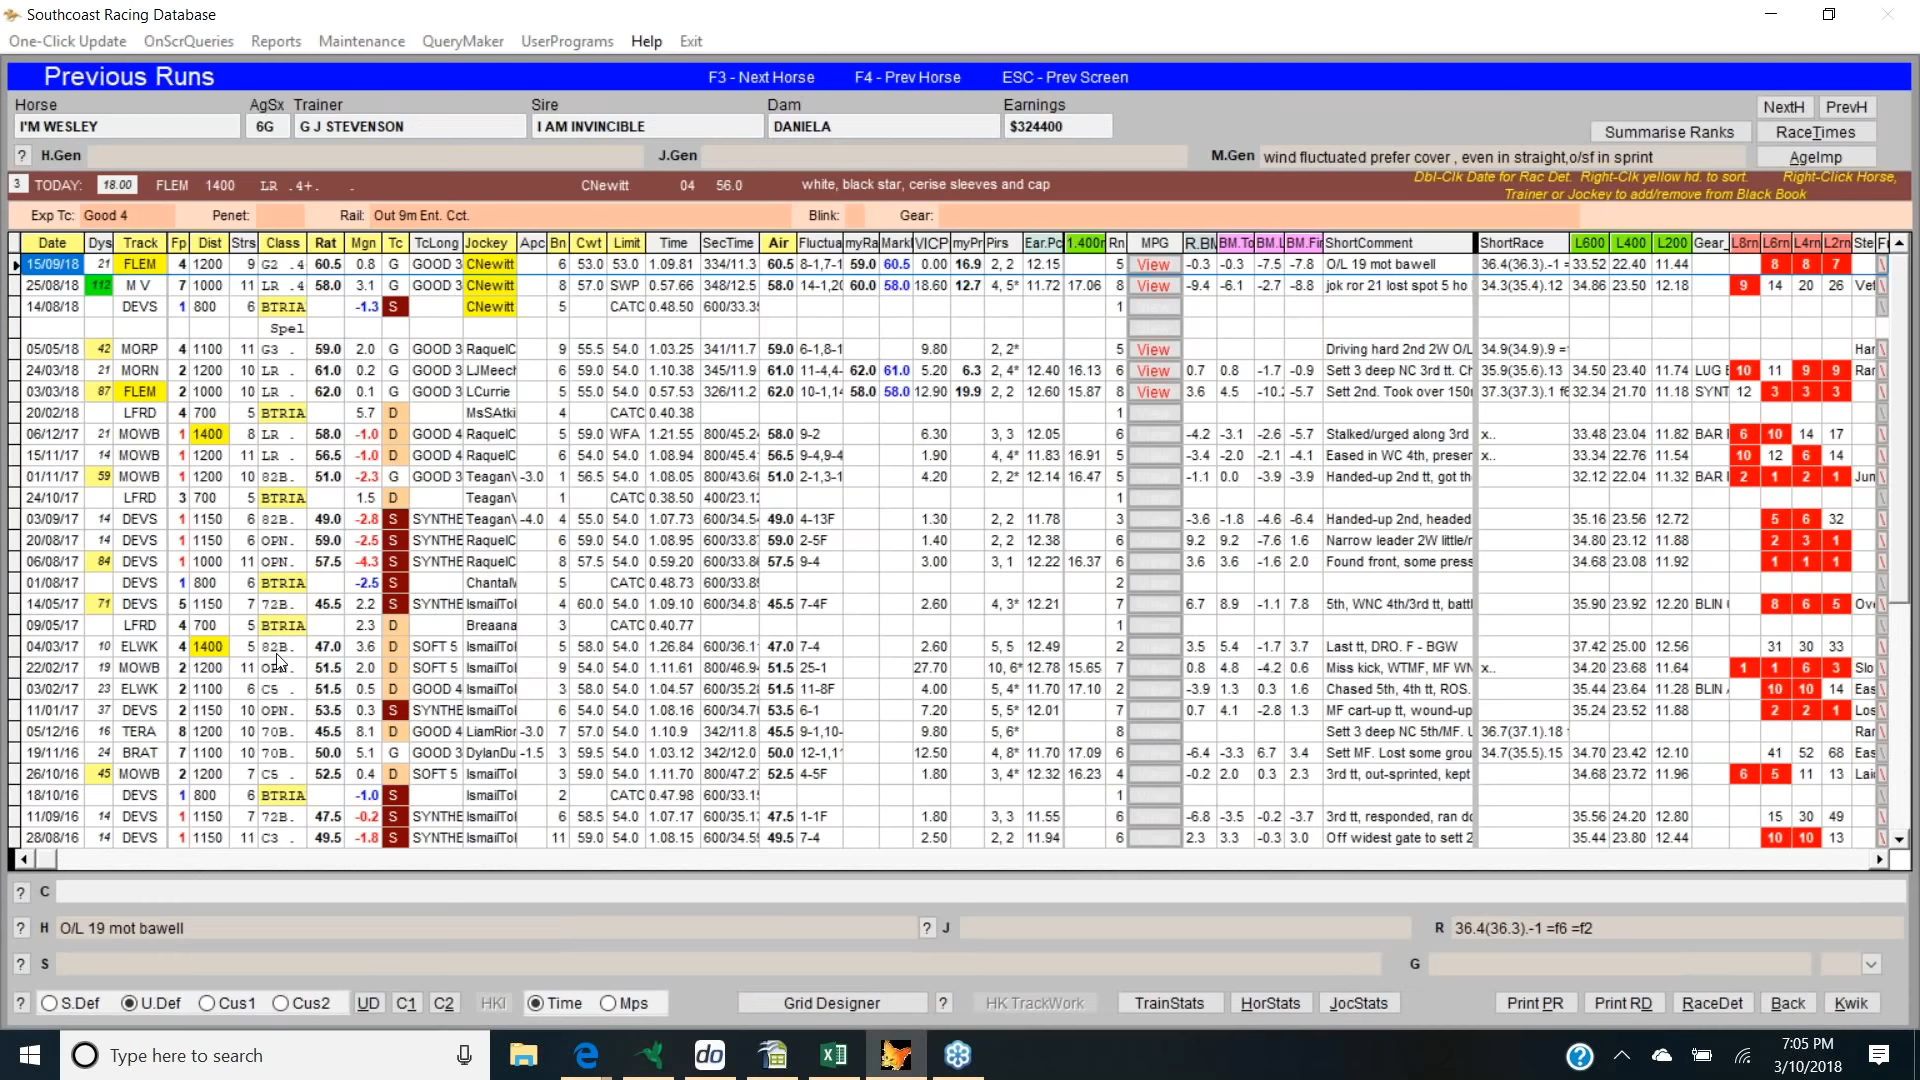 Southcoast Racing Database
One-Click Update OnScrQueries Reports Maintenance QueryMaker UserPrograms Help Exit
Previous Runs F3 - Next Horse F4 - Prev Horse ESC - Prev Screen
Horse AgSx Trainer Sire Dam Earnings NextH PrevH
I'M WESLEY 6G G J STEVENSON I AM INVINCIBLE DANIELA $324400 Summarise Ranks RaceTimes
? H.Gen J.Gen M.Gen wind fluctuated prefer cover , even in straight,o/sf in sprint AgeImp
3 TODAY: 18.00 FLEM 1400 LR .4+. . CNewitt 04 56.0 white, black star, cerise sleeves and cap Dbl-Clk Date for Rac Det. Right-Clk yellow hd. to sort. Right-Click Horse,
Trainer or Jockey to add/remove from Black Book
Exp Tc: Good 4 Penet: Rail: Out 9m Ent. Cct. Blink: Gear:
Date Dys Track Fp Dist Strs Class Rat Mgn Tc TcLong Jockey Apc Bn Cwt Limit Time SecTime Air Fluctua myRa Markl VICP myPr Pirs Ear.Pc 1.400r Rn MPG R.BM BM.To BM.L BM.Fir ShortComment ShortRace L600 L400 L200 Gear_ L8rn L6rn L4rn L2rn Ste
15/09/18 21 FLEM 4 1200 9 G2 .4 60.5 0.8 G GOOD 3 CNewitt 6 53.0 53.0 1.09.81 334/11.3 60.5 8-1,7-1 59.0 60.5 0.00 16.9 2, 2 12.15 5 View -0.3 -0.3 -7.5 -7.8 O/L 19 mot bawell 36.4(36.3).-1 = 33.52 22.40 11.44 8 8 7
25/08/18 112 M V 7 1000 11 LR .4 58.0 3.1 G GOOD 3 CNewitt 8 57.0 SWP 0.57.66 348/12.5 58.0 14-1,20 60.0 58.0 18.60 12.7 4, 5* 11.72 17.06 8 View -9.4 -6.1 -2.7 -8.8 jok ror 21 lost spot 5 ho 34.3(35.4).12 34.86 23.50 12.18 9 14 20 26 Vet
14/08/18 DEVS 1 800 6 BTRIA -1.3 S CNewitt 5 CATC 0.48.50 600/33.3 1
Spel
05/05/18 42 MORP 4 1100 11 G3 . 59.0 2.0 G GOOD 3 RaquelC 9 55.5 54.0 1.03.25 341/11.7 59.0 6-1,8-1 9.80 2, 2* 5 View Driving hard 2nd 2W O/L 34.9(34.9).9 = Har
24/03/18 21 MORN 2 1200 10 LR . 61.0 0.2 G GOOD 3 LJMeech 6 59.0 54.0 1.10.38 345/11.9 61.0 11-4,4- 62.0 61.0 5.20 6.3 2, 4* 12.40 16.13 6 View 0.7 0.8 -1.7 -0.9 Sett 3 deep NC 3rd tt. Ch 35.9(35.6).13 34.50 23.40 11.74 LUG 10 11 9 9 Rar
03/03/18 87 FLEM 2 1000 10 LR . 62.0 0.1 G GOOD 3 LCurrie 5 55.0 54.0 0.57.53 326/11.2 62.0 10-1,14 58.0 58.0 12.90 19.9 2, 2 12.60 15.87 8 View 3.6 4.5 -10.2 -5.7 Sett 2nd. Took over 150 37.3(37.3).1 f6 32.34 21.70 11.18 SYNT 12 3 3 3
20/02/18 LFRD 4 700 5 BTRIA 5.7 D MsSAtki 4 CATC 0.40.38 1
06/12/17 21 MOWB 1 1400 8 LR . 58.0 -1.0 D GOOD 4 RaquelC 5 59.0 WFA 1.21.55 800/45.24 58.0 9-2 6.30 3, 3 12.05 6 -4.2 -3.1 -2.6 -5.7 Stalked/urged along 3rd x.. 33.48 23.04 11.82 BAR 6 10 14 17
15/11/17 14 MOWB 1 1200 11 LR . 56.5 -1.0 D GOOD 4 RaquelC 4 54.0 54.0 1.08.94 800/45.4 56.5 9-4,9-4 1.90 4, 4* 11.83 16.91 5 -3.4 -2.0 -2.1 -4.1 Eased in WC 4th, preser x.. 33.34 22.76 11.54 10 12 6 14
01/11/17 59 MOWB 1 1200 10 82B. 51.0 -2.3 G GOOD 3 Teagan -3.0 1 56.5 54.0 1.08.05 800/43.6 51.0 2-1,3-1 4.20 2, 2* 12.14 16.47 5 -1.1 0.0 -3.9 -3.9 Handed-up 2nd tt, got th 32.12 22.04 11.32 BAR 2 1 2 1 Jun
24/10/17 LFRD 3 700 5 BTRIA 1.5 D Teagan 1 CATC 0.38.50 400/23.12 1
03/09/17 14 DEVS 1 1150 6 82B. 49.0 -2.8 S SYNTHE Teagan -4.0 4 55.0 54.0 1.07.73 600/34.5 49.0 4-13F 1.30 2, 2 11.78 3 -3.6 -1.8 -4.6 -6.4 Handed-up 2nd, headed 35.16 23.56 12.72 5 6 32
20/08/17 14 DEVS 1 1150 6 OPN. 59.0 -2.5 S SYNTHE RaquelC 6 59.0 54.0 1.08.95 600/33.8 59.0 2-5F 1.40 2, 2 12.38 6 9.2 9.2 -7.6 1.6 Narrow leader 2W little/r 34.80 23.12 11.88 2 3 1
06/08/17 84 DEVS 1 1000 11 OPN. 57.5 -4.3 S SYNTHE RaquelC 8 57.5 54.0 0.59.20 600/33.8 57.5 9-4 3.00 3, 1 12.22 16.37 6 3.6 3.6 -1.6 2.0 Found front, some press 34.68 23.08 11.92 1 1 1
01/08/17 DEVS 1 800 6 BTRIA -2.5 S Chantal 5 CATC 0.48.73 600/33.8 2
14/05/17 71 DEVS 5 1150 7 72B. 45.5 2.2 S SYNTHE IsmailTo 4 60.0 54.0 1.09.10 600/34.8 45.5 7-4F 2.60 4, 3* 12.21 7 6.7 8.9 -1.1 7.8 5th, WNC 4th/3rd tt, batt 35.90 23.92 12.20 BLIN 8 6 5 Ov
09/05/17 LFRD 4 700 5 BTRIA 2.3 D Breaana 3 CATC 0.40.77 1
04/03/17 10 ELWK 4 1400 5 82B. 47.0 3.6 D SOFT 5 IsmailTo 5 58.0 54.0 1.26.84 600/36.1 47.0 7-4 2.60 5, 5 12.49 2 3.5 5.4 -1.7 3.7 Last tt, DRO. F - BGW 37.42 25.00 12.56 31 30 33
22/02/17 19 MOWB 2 1200 11 OPN. 51.5 2.0 D SOFT 5 IsmailTo 9 54.0 54.0 1.11.61 800/46.9 51.5 25-1 27.70 10, 6* 12.78 15.65 7 0.8 4.8 -4.2 0.6 Miss kick, WTMF, MF WN x.. 34.20 23.68 11.64 1 1 6 3 Slo
03/02/17 23 ELWK 2 1100 6 C5 . 51.5 0.5 D GOOD 4 IsmailTo 3 58.0 54.0 1.04.57 600/35.2 51.5 11-8F 4.00 5, 4* 11.70 17.10 2 -3.9 1.3 0.3 1.6 Chased 5th, 4th tt, ROS. 35.44 23.64 11.28 BLIN 10 10 14 Eas
11/01/17 37 DEVS 2 1150 10 OPN. 53.5 0.3 S SYNTHE IsmailTo 6 54.0 54.0 1.08.16 600/34.7 53.5 6-1 7.20 5, 5* 12.01 7 0.7 4.1 -2.8 1.3 MF cart-up tt, wound-up 35.24 23.52 11.88 2 2 1 Los
05/12/16 16 TERA 8 1200 10 70B. 45.5 8.1 D GOOD 4 LiamRior -3.0 7 57.0 54.0 1.10.9 342/11.8 45.5 9-1,10- 9.80 5, 6* 8 Sett 3 deep NC 5th/MF. 36.7(37.1).18 Rar
19/11/16 24 BRAT 7 1100 10 70B. 50.0 5.1 G GOOD 3 DylanDu -1.5 3 59.5 54.0 1.03.12 342/12.0 50.0 12-1,1 12.50 4, 8* 11.70 17.09 6 -6.4 -3.3 6.7 3.4 Sett MF. Lost some grou 34.7(35.5).15 34.70 23.42 12.10 41 52 68 Eas
26/10/16 45 MOWB 2 1200 7 C5 . 52.5 0.4 D SOFT 5 IsmailTo 3 59.0 54.0 1.11.70 800/47.2 52.5 4-5F 1.80 3, 4* 12.32 16.23 4 -0.2 2.0 0.3 2.3 3rd tt, out-sprinted, kept 34.68 23.72 11.96 6 5 11 13 Lai
18/10/16 DEVS 1 800 6 BTRIA -1.0 S IsmailTo 2 CATC 0.47.98 600/33.1 1
11/09/16 14 DEVS 1 1150 7 72B. 47.5 -0.2 S SYNTHE IsmailTo 6 58.5 54.0 1.07.17 600/35.1 47.5 1-1F 1.80 3, 3 11.55 6 -6.8 -3.5 -0.2 -3.7 3rd tt, responded, ran do 35.56 24.20 12.80 15 30 49
28/08/16 14 DEVS 1 1150 11 C3 . 49.5 -1.8 S SYNTHE IsmailTo 11 59.0 54.0 1.08.15 600/34.5 49.5 7-4 2.50 2, 2 11.94 6 2.3 3.3 -0.3 3.0 Off widest gate to sett 2 35.44 23.80 12.44 10 10 13
? C
? H O/L 19 mot bawell ? J R 36.4(36.3).-1 =f6 =f2
? S G
? S.Def U.Def Cus1 Cus2 UD C1 C2 HKI Time Mps Grid Designer ? HK TrackWork TrainStats HorStats JocStats Print PR Print RD RaceDet Back Kwik
Type here to search do ? 7:05 PM
3/10/2018